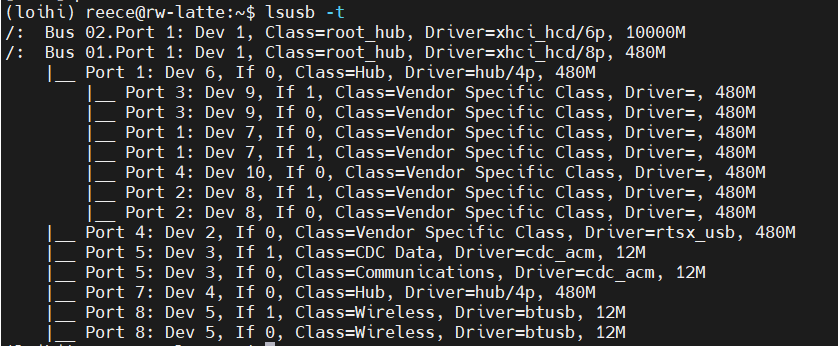 (loihi) reece@rw-latte:~$ lsusb -t
/:  Bus 02.Port 1: Dev 1, Class=root_hub, Driver=xhci_hcd/6p, 10000M
/:  Bus 01.Port 1: Dev 1, Class=root_hub, Driver=xhci_hcd/8p, 480M
    |__ Port 1: Dev 6, If 0, Class=Hub, Driver=hub/4p, 480M
        |__ Port 3: Dev 9, If 1, Class=Vendor Specific Class, Driver=, 480M
        |__ Port 3: Dev 9, If 0, Class=Vendor Specific Class, Driver=, 480M
        |__ Port 1: Dev 7, If 0, Class=Vendor Specific Class, Driver=, 480M
        |__ Port 1: Dev 7, If 1, Class=Vendor Specific Class, Driver=, 480M
        |__ Port 4: Dev 10, If 0, Class=Vendor Specific Class, Driver=, 480M
        |__ Port 2: Dev 8, If 1, Class=Vendor Specific Class, Driver=, 480M
        |__ Port 2: Dev 8, If 0, Class=Vendor Specific Class, Driver=, 480M
    |__ Port 4: Dev 2, If 0, Class=Vendor Specific Class, Driver=rtsx_usb, 480M
    |__ Port 5: Dev 3, If 1, Class=CDC Data, Driver=cdc_acm, 12M
    |__ Port 5: Dev 3, If 0, Class=Communications, Driver=cdc_acm, 12M
    |__ Port 7: Dev 4, If 0, Class=Hub, Driver=hub/4p, 480M
    |__ Port 8: Dev 5, If 1, Class=Wireless, Driver=btusb, 12M
    |__ Port 8: Dev 5, If 0, Class=Wireless, Driver=btusb, 12M